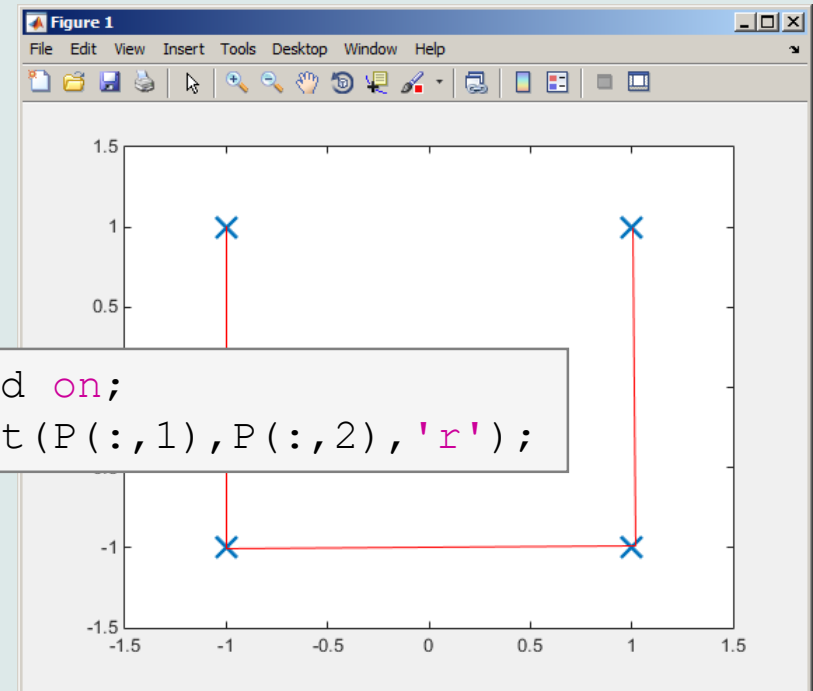 Figure 1
File Edit View Insert Tools Desktop Window Help
1.5
1
0.5
d on;
t(P(:,1),P(:,2),'r');
-1
-1.5
-1.5 -1 -0.5 0 0.5 1 1.5